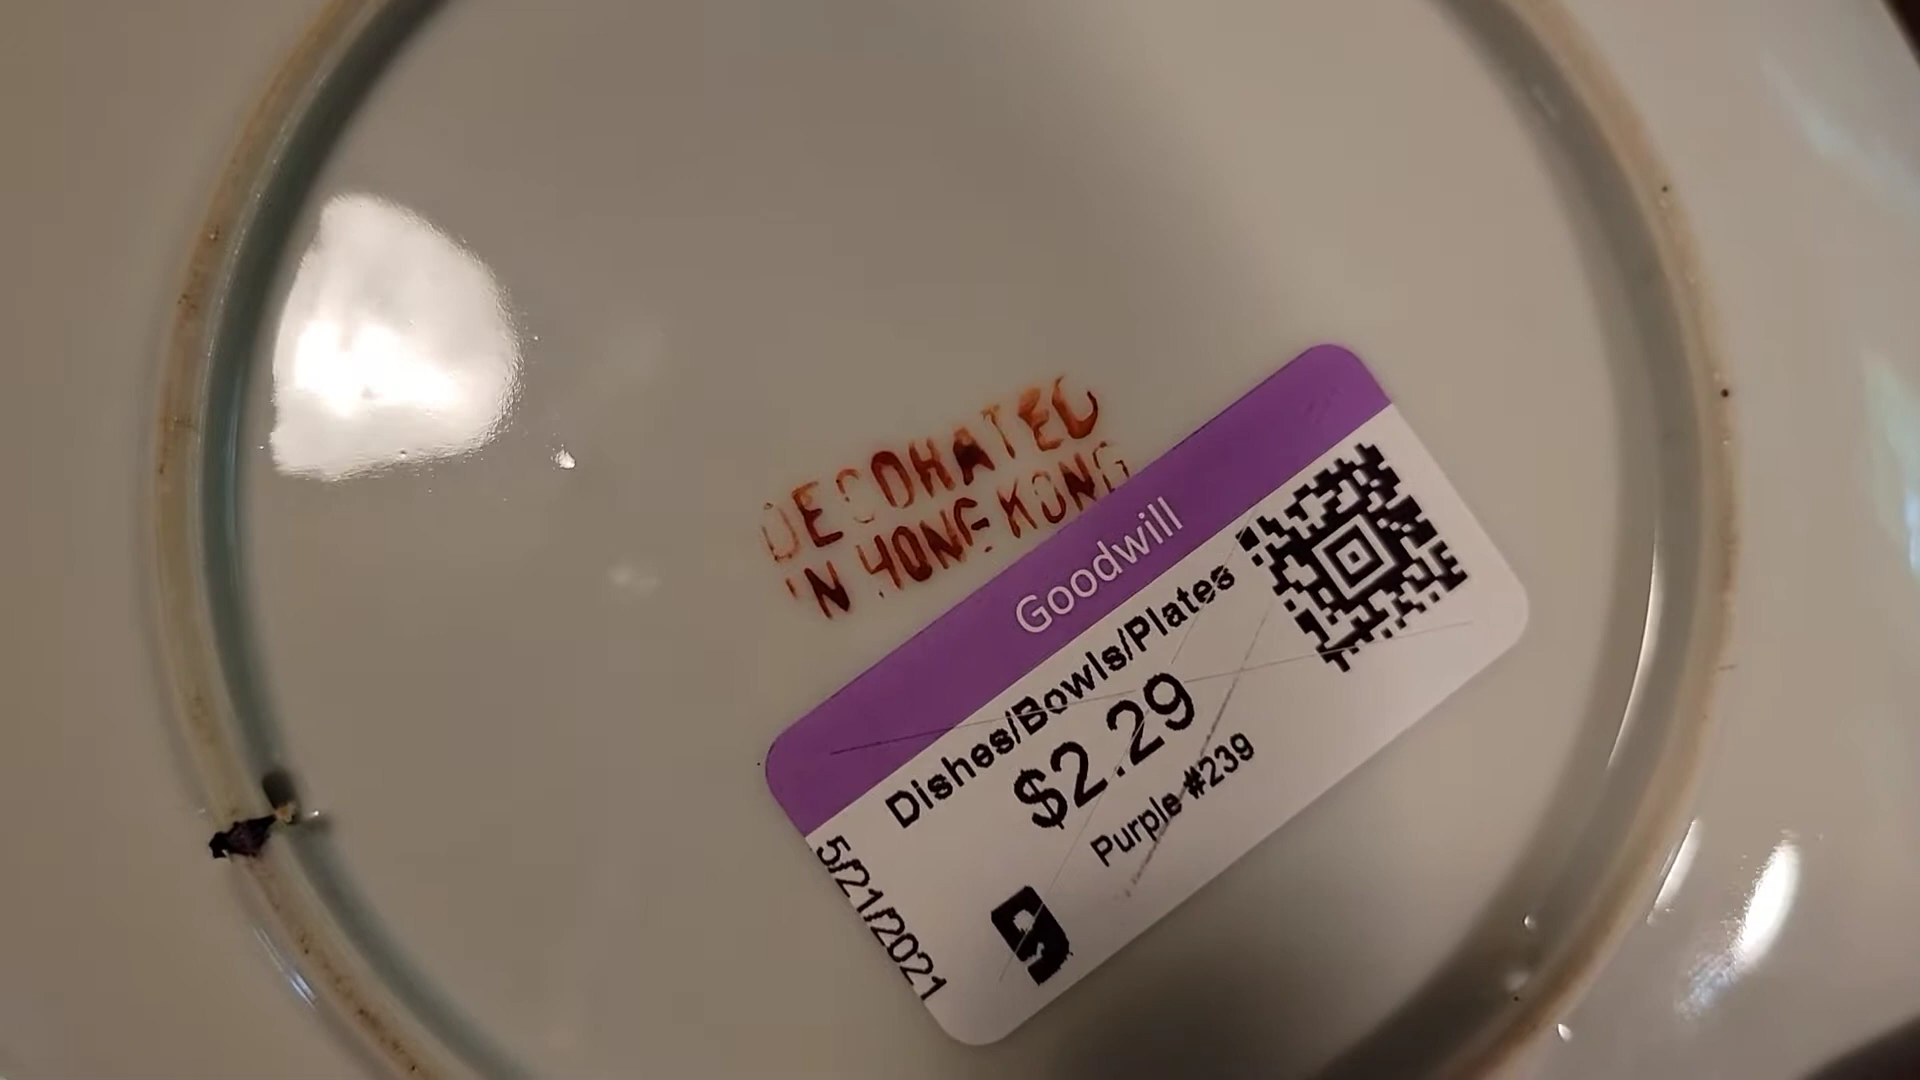 DECORATED
IN HONG KONG
Goodwill
Dishes/Bowls/Plates
$2.29
Purple #239
5/21/2021